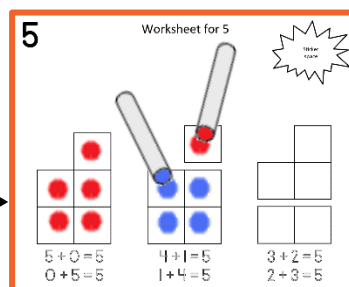 5
Worksheet for 5
Sticker
space
5 + 0 = 5
0 + 5 = 5
4 + 1 = 5
1 + 4 = 5
3 + 2 = 5
2 + 3 = 5